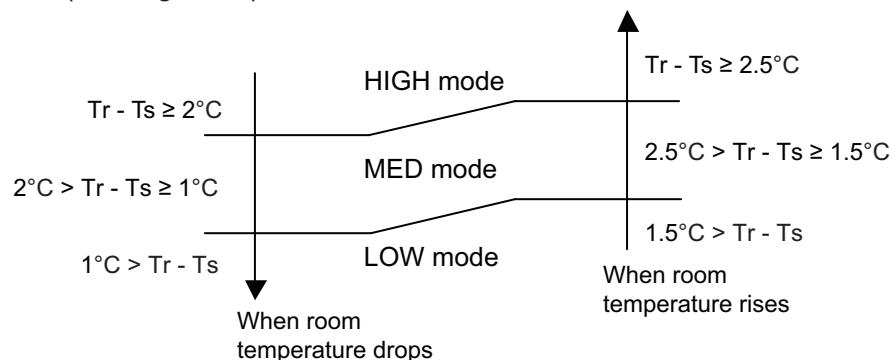 HIGH mode
Tr - Ts ≥ 2.5°C
Tr - Ts ≥ 2°C
MED mode
2.5°C > Tr - Ts ≥ 1.5°C
2°C > Tr - Ts ≥ 1°C
1.5°C > Tr - Ts
1°C > Tr - Ts
LOW mode
When room
temperature rises
When room
temperature drops